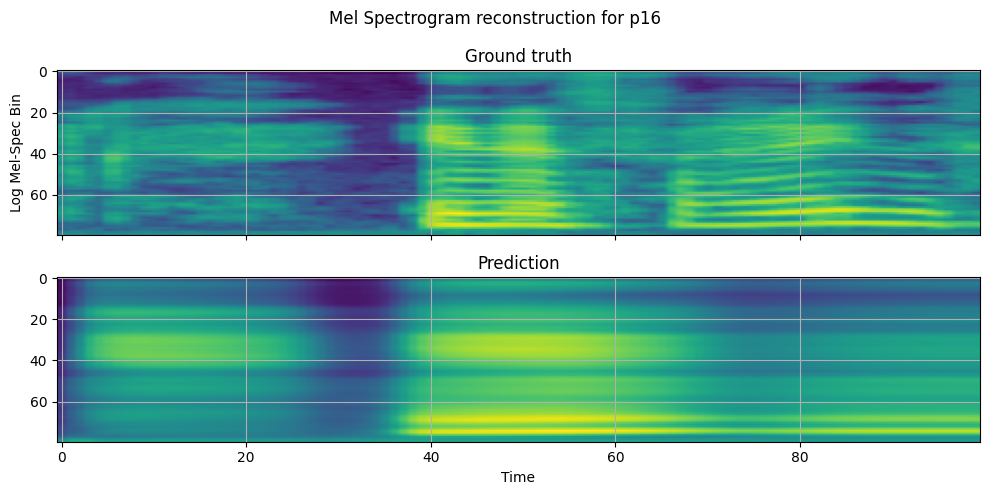 Mel Spectrogram reconstruction for p16
Ground truth
Log Mel-Spec Bin
0
20
40
60
Prediction
0
20
40
60
0 20 40 60 80
Time